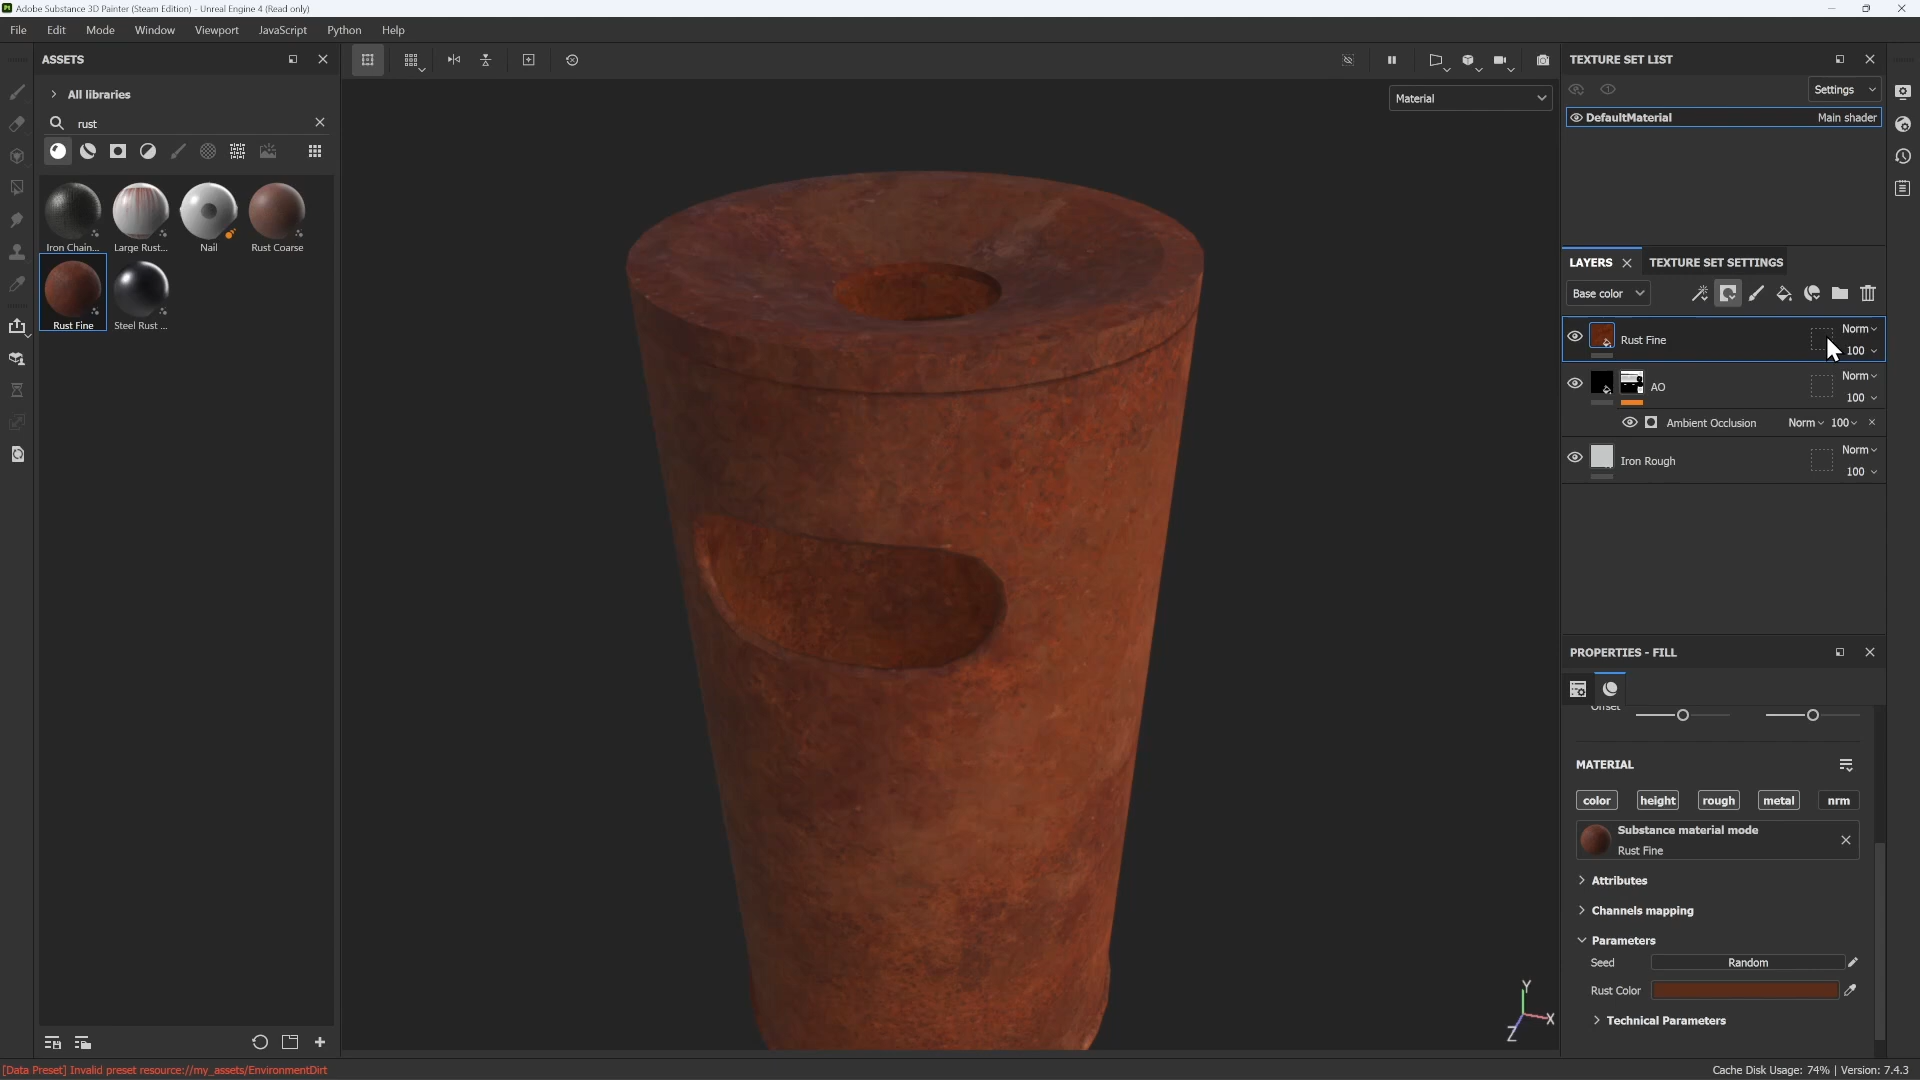 Adobe Substance 3D Painter (Steam Edition) - Unreal Engine 4 (Read only)
File Edit Mode Window Viewport JavaScript Python Help
ASSETS
All libraries
rust
Iron Chain... Large Rust... Nail Rust Coarse
Rust Fine Steel Rust ...
Material
Y
X
Z
TEXTURE SET LIST
Settings
DefaultMaterial Main shader
LAYERS TEXTURE SET SETTINGS
Base color
Rust Fine Norm
100
AO Norm
100
Ambient Occlusion Norm 100
Iron Rough Norm
100
PROPERTIES - FILL
Offset
MATERIAL
color height rough metal nrm
Substance material mode
Rust Fine
Attributes
Channels mapping
Parameters
Seed Random
Rust Color
Technical Parameters
[Data Preset] Invalid preset resource://my_assets/EnvironmentDirt
Cache Disk Usage: 74% | Version: 7.4.3